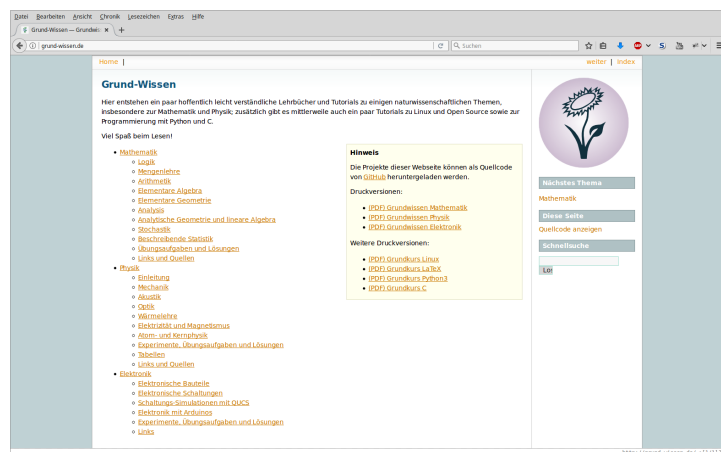 Datei Bearbeiten Ansicht Chronik Lesezeichen Extras Hilfe
Grund-Wissen — Grundwis
grund-wissen.de
Suchen
Home |
weiter | Index
Grund-Wissen
Hier entstehen ein paar hoffentlich leicht verständliche Lehrbücher und Tutorials zu einigen naturwissenschaftlichen Themen,
insbesondere zur Mathematik und Physik; zusätzlich gibt es mittlerweile auch ein paar Tutorials zu Linux und Open Source sowie zur
Programmierung mit Python und C.
Viel Spaß beim Lesen!
Mathematik
Logik
Mengenlehre
Arithmetik
Elementare Algebra
Elementare Geometrie
Analysis
Analytische Geometrie und lineare Algebra
Stochastik
Beschreibende Statistik
Übungsaufgaben und Lösungen
Links und Quellen
Physik
Einleitung
Mechanik
Akustik
Optik
Wärmelehre
Elektrizität und Magnetismus
Atom- und Kernphysik
Experimente, Übungsaufgaben und Lösungen
Tabellen
Links und Quellen
Elektronik
Elektronische Bauteile
Elektronische Schaltungen
Schaltungs-Simulationen mit QUCS
Elektronik mit Arduinos
Experimente, Übungsaufgaben und Lösungen
Links
Hinweis
Die Projekte dieser Webseite können als Quellcode
von GitHub heruntergeladen werden.
Druckversionen:
(PDF) Grundwissen Mathematik
(PDF) Grundwissen Physik
(PDF) Grundwissen Elektronik
Weitere Druckversionen:
(PDF) Grundkurs Linux
(PDF) Grundkurs LaTeX
(PDF) Grundkurs Python3
(PDF) Grundkurs C
Nächstes Thema
Mathematik
Diese Seite
Quellcode anzeigen
Schnellsuche